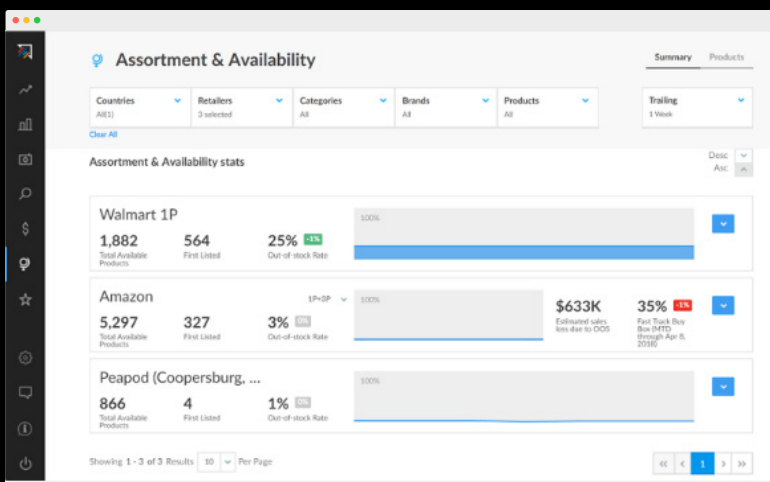 Assortment & Availability
Summary Products
Countries Retailers Categories Brands Products Trailing
All(1) 3 selected All All All 1 Week
Clear All
Assortment & Availability stats
Desc
Asc
Walmart 1P
100%
1,882 564 25% -1%
Total Available Products First Listed Out-of-stock Rate
Amazon
1P+3P
100%
$633K 35% -1%
Estimated sales loss due to OOS
Fast Track Buy Box (MTD through Apr 8, 2018)
5,297 327 3% 0%
Total Available Products First Listed Out-of-stock Rate
Peapod (Coopersburg, ...
100%
866 4 1% 0%
Total Available Products First Listed Out-of-stock Rate
Showing 1 - 3 of 3 Results 10 Per Page
1